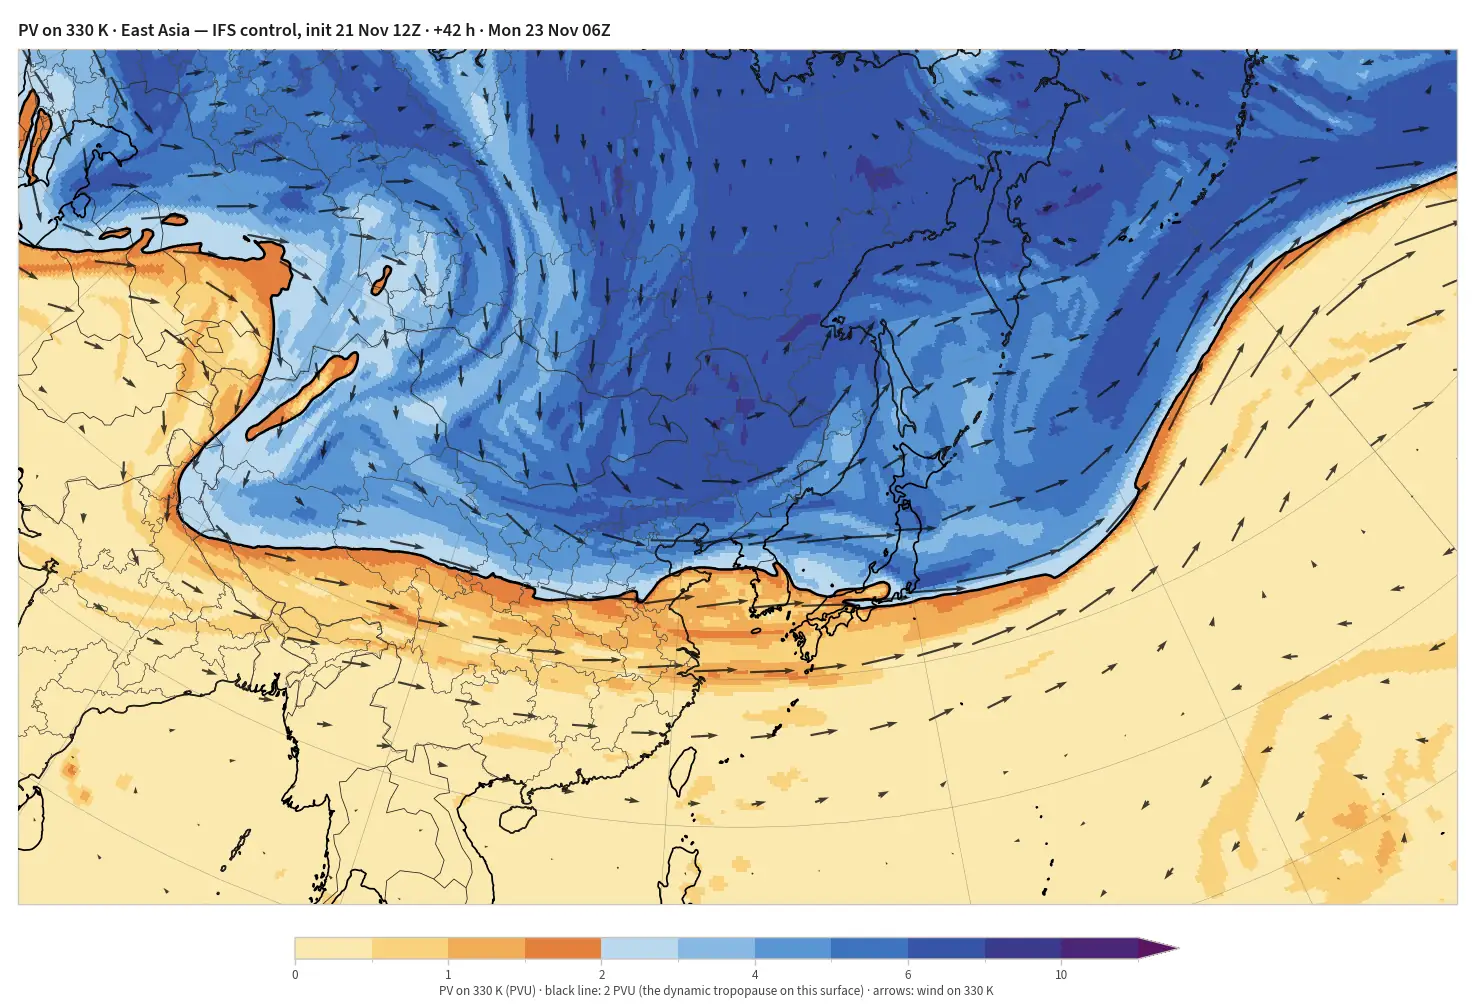 PV on 330 K · East Asia — IFS control, init 21 Nov 12Z · +42 h · Mon 23 Nov 06Z
0 1 2 4 6 10
PV on 330 K (PVU) · black line: 2 PVU (the dynamic tropopause on this surface) · arrows: wind on 330 K